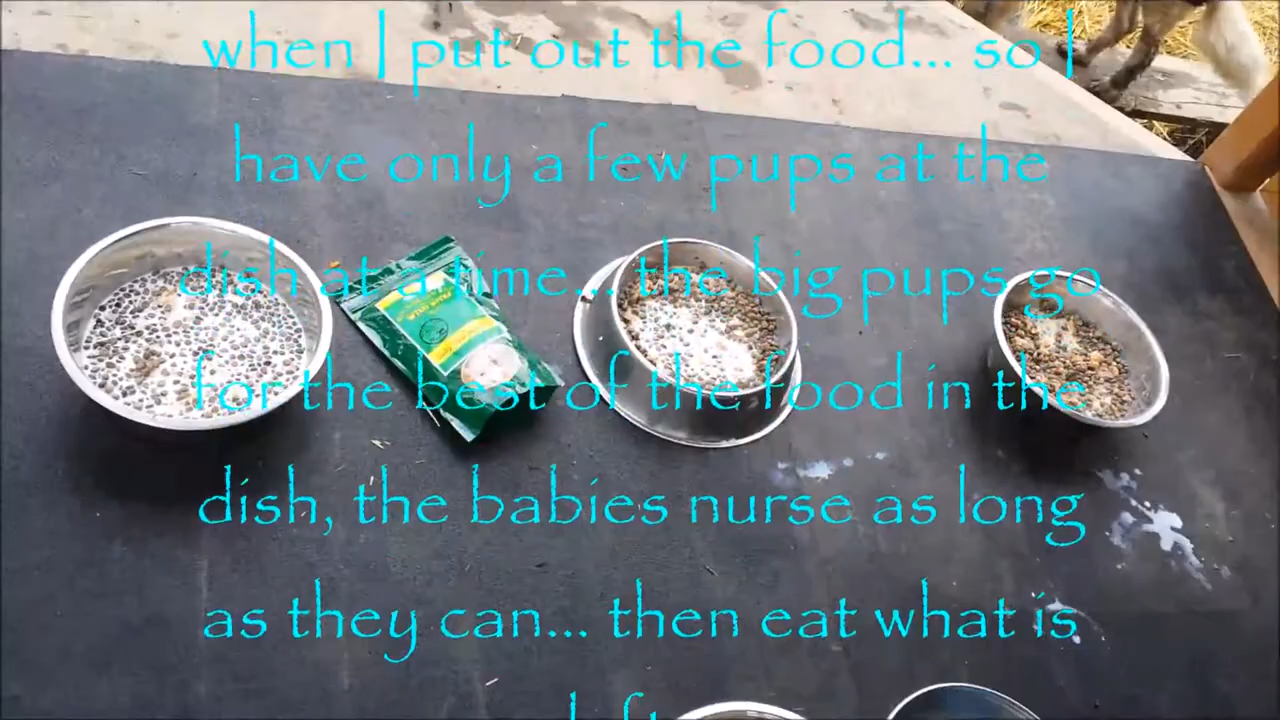 when I put out the food... so I
have only a few pups at the
dish at a time... the big pups go
for the best of the food in the
dish, the babies nurse as long
as they can... then eat what is